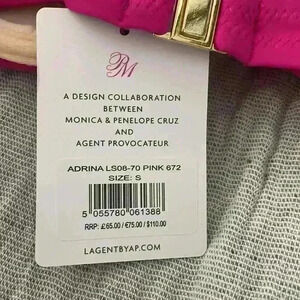 PM
A DESIGN COLLABORATION
BETWEEN
MONICA & PENELOPE CRUZ
AND
AGENT PROVOCATEUR
ADRINA LS08-70 PINK 672
SIZE: S
5 055780 061388
RRP: £65.00/ €75.00/ $110.00
LAGENTBYAP.COM